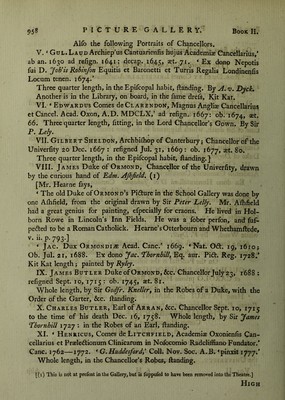 958 PICTURE GALLERY. BOOK II.
Also the following Portraits of Chancellors.
V. ‘ GUL. LAUD Archiep'us Cantuariensis hujus Academiæ Cancellarius,’
ab an. 1630 ad resign. 1641: decap. 1645, æt. 71. ‘ Ex dono Nepotis
sui D. Joh'is Robinson Equitis et Baronetti et Turris Regalis Londinensis
Locum tenen. 1674.’
Three quarter length, in the Episcopal habit, standing. By A. v. Dyck.
Another is in the Library, on board, in the same dress, Kit Kat.
VI. ‘ EDWARDUS Comes de CLARENDON, Magnus Angliæ Cancellarius
et Cancel. Acad. Oxon, A.D. MDCLX,’ ad resign. 1667: ob. 1674, æt.
66. Three quarter length, sitting, in the Lord Chancellor's Gown. By Sir
P. Lely.
VII. GILBERT SHELDON, Archbishop of Canterbury; Chancellor of the
University 20 Dec. 1667: resigned Jul. 31, 1669: ob. 1677, æt. 80.
Three quarter length, in the Episcopal habit, standing.]
VIII. JAMES Duke of ORMOND, Chancellor of the University, drawn
by the curious hand of Edm. Ashfield, (1)
[Mr. Hearne says,
‘ The old Duke of ORMOND's Picture in the School Gallery was done by
one Ashfield, from the original drawn by Sir Peter Lelly. Mr. Ashfield
had a great genius for painting, especially for craons. He lived in Hol-
born Rowe in Lincoln's Inn Fields. He was a sober person, and suf-
pected to be a Roman Catholick. Hearne's Otterbourn and Whethamstede,
v. ii. p. 793.]
‘ JAC. DUX ORMONDIÆ Acad. Canc.’ 1669. ‘ Nat. Oct. 19, 1610,
Ob. Jul. 21, 1688. Ex dono Jac. Thornhill, Eq. aur. Pict. Reg. 1728.’
Kit Kat length; painted by Ryley.
IX. JAMES BUTLER Duke of ORMOND, &c. Chancellor July 23, 1688:
resigned Sept. 10, 1715: ob. 1745, æt. 81.
Whole length, by Sir Godfr. Kneller, in the Robes of a Duke, with the
Order of the Garter, &c. standing.
X. CHARLES BUTLER, Earl of ARRAN, &c. Chancellor Sept. 10, 1715
to the time of his death Dec. 16, 1758. Whole length, by Sir James
Thornhill 1727: in the Robes of an Earl, standing.
XI. ‘ HENRICUS, Comes de LITCHFIELD, Academiæ Oxoniensis Can-
cellarius et Præfectionum Clinicarum in Nosocomio Radcliffiano Fundator.’
Canc. 1762—1772. ‘ G. Huddesford,’ Coll. Nov. Soc. A.B. ‘pinxit 1777.’
Whole length, in the Chancellor's Robes, standing.
[(1) This is not at present in the Gallery, but is supposed to have been removed into the Theatre.]
HIGH